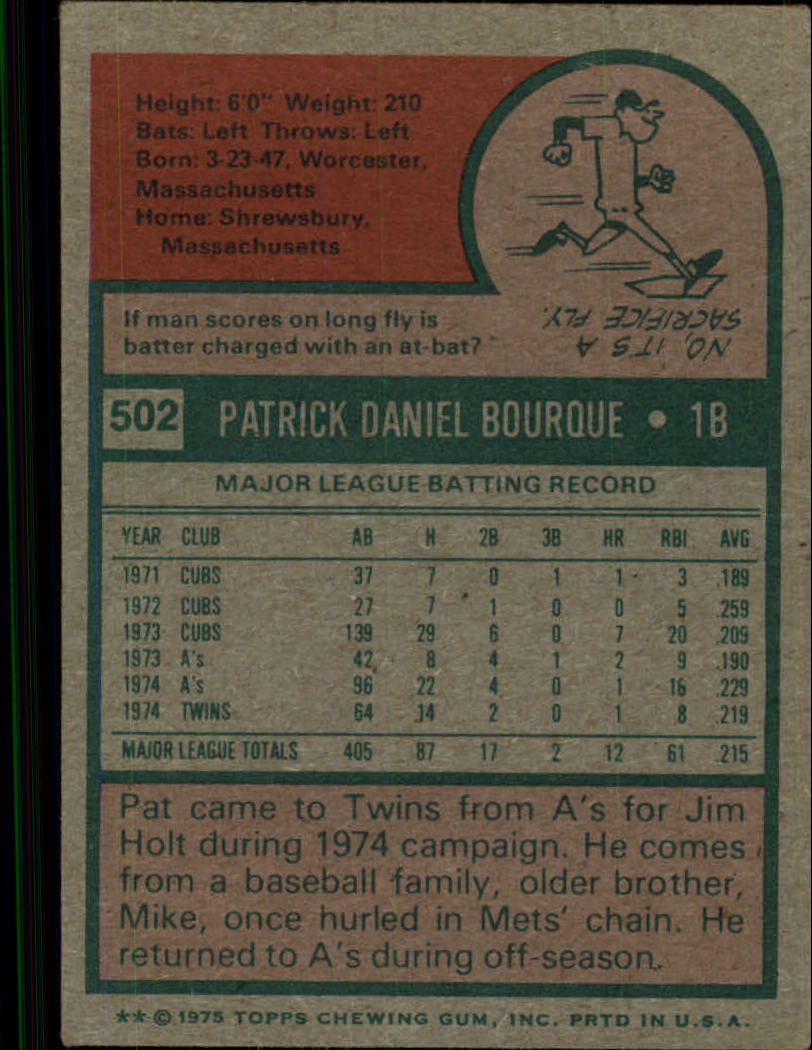 Height: 6'0" Weight: 210
Bats: Left Throws: Left
Born: 3-23-47, Worcester,
Massachusetts
Home: Shrewsbury,
Massachusetts
If man scores on long fly is
batter charged with an at-bat?
NO, IT'S A
SACRIFICE FLY.
502 PATRICK DANIEL BOURQUE • 1B
MAJOR LEAGUE BATTING RECORD
YEAR CLUB AB H 2B 3B HR RBI AVG
1971 CUBS 37 7 0 1 1 3 .189
1972 CUBS 27 7 1 0 0 5 .259
1973 CUBS 139 29 6 0 7 20 .209
1973 A's 42 8 4 1 2 9 .190
1974 A's 96 22 4 0 1 16 .229
1974 TWINS 64 14 2 0 1 8 .219
MAJOR LEAGUE TOTALS 405 87 17 2 12 61 .215
Pat came to Twins from A's for Jim
Holt during 1974 campaign. He comes
from a baseball family, older brother,
Mike, once hurled in Mets' chain. He
returned to A's during off-season.
** © 1975 TOPPS CHEWING GUM, INC. PRTD IN U.S.A.